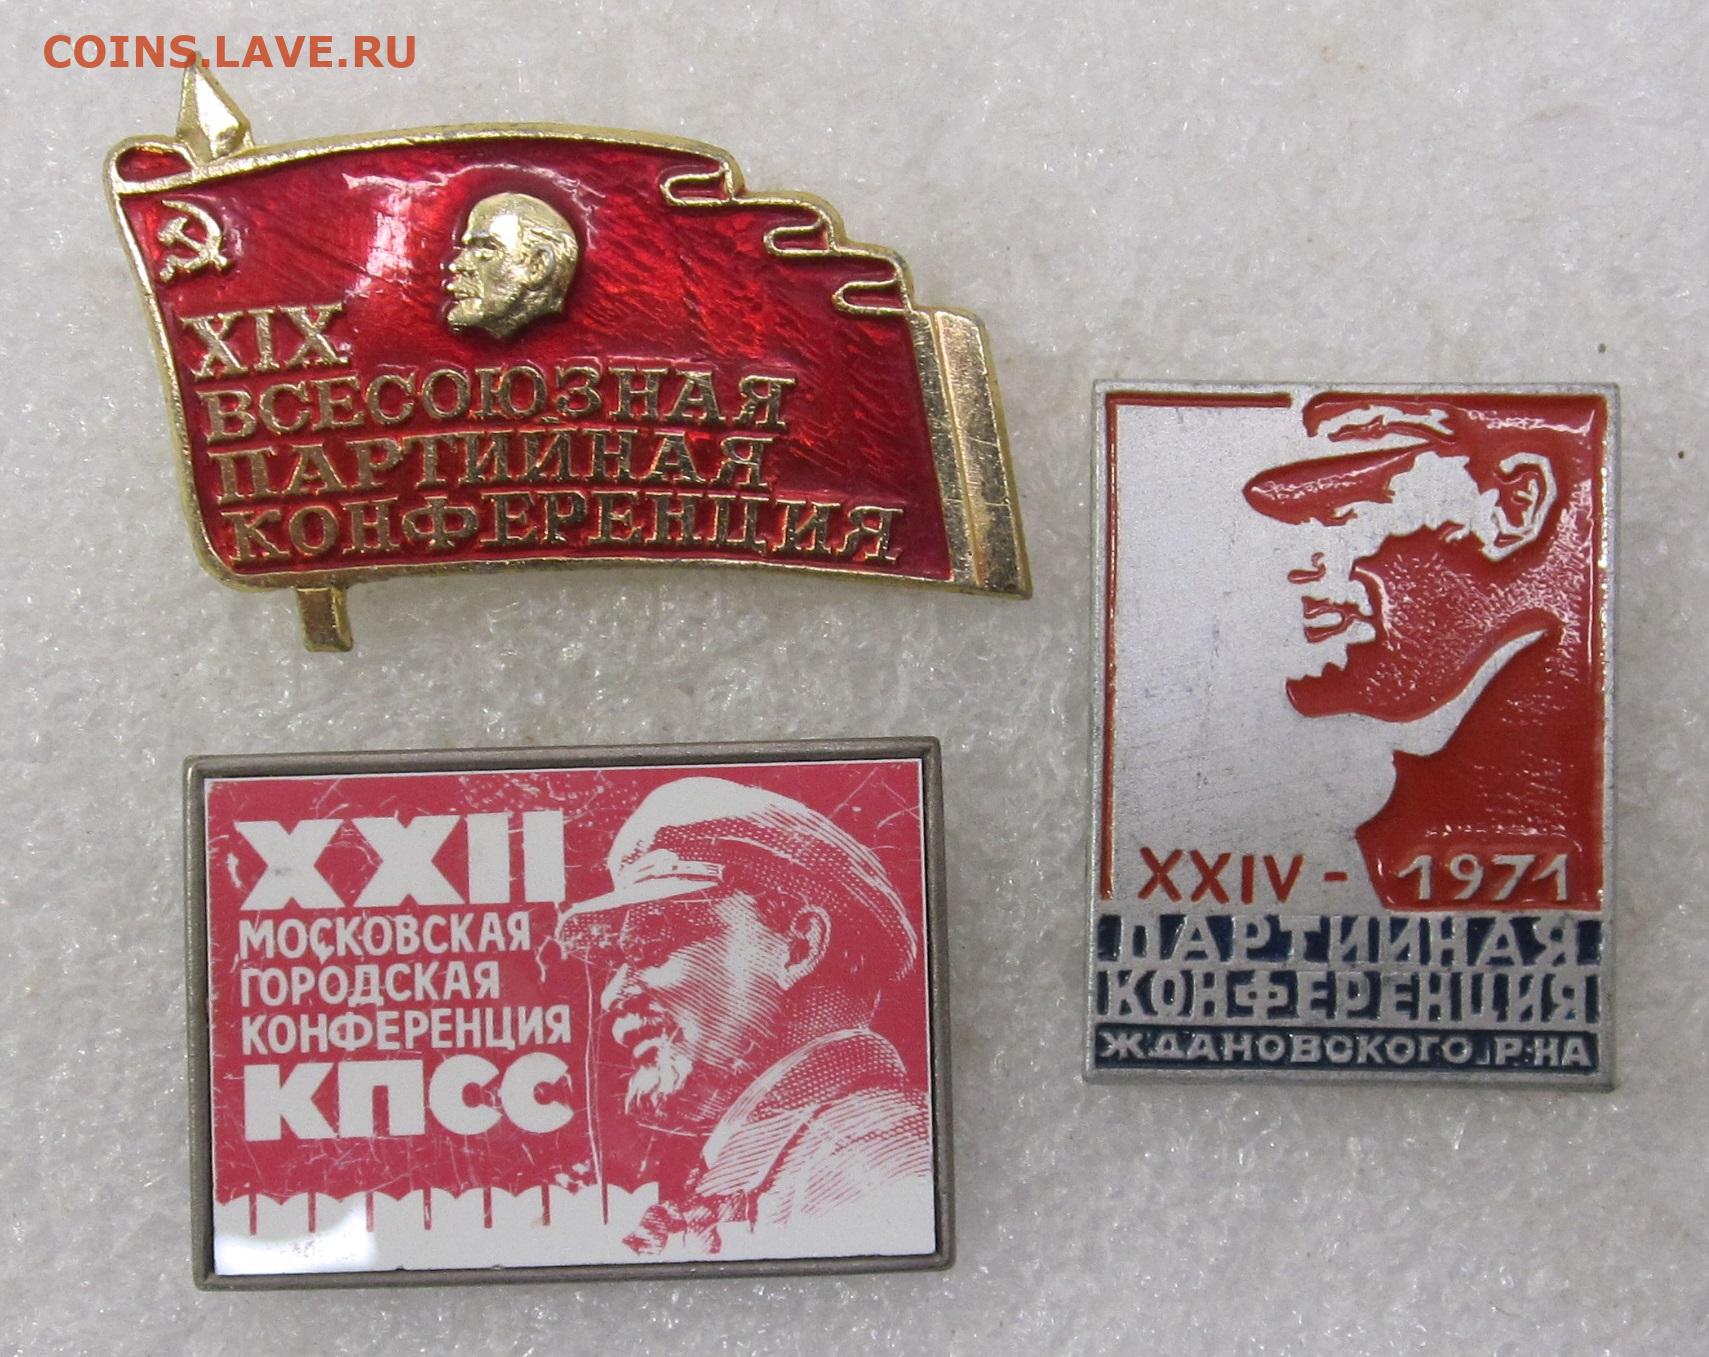 COINS.LAVE.RU
XIX
ВСЕСОЮЗНАЯ
ПАРТИЙНАЯ
КОНФЕРЕНЦИЯ
XXIV - 1971
ПАРТИЙНАЯ
КОНФЕРЕНЦИЯ
ЖДАНОВСКОГО Р-НА
XXII
МОСКОВСКАЯ
ГОРОДСКАЯ
КОНФЕРЕНЦИЯ
КПСС